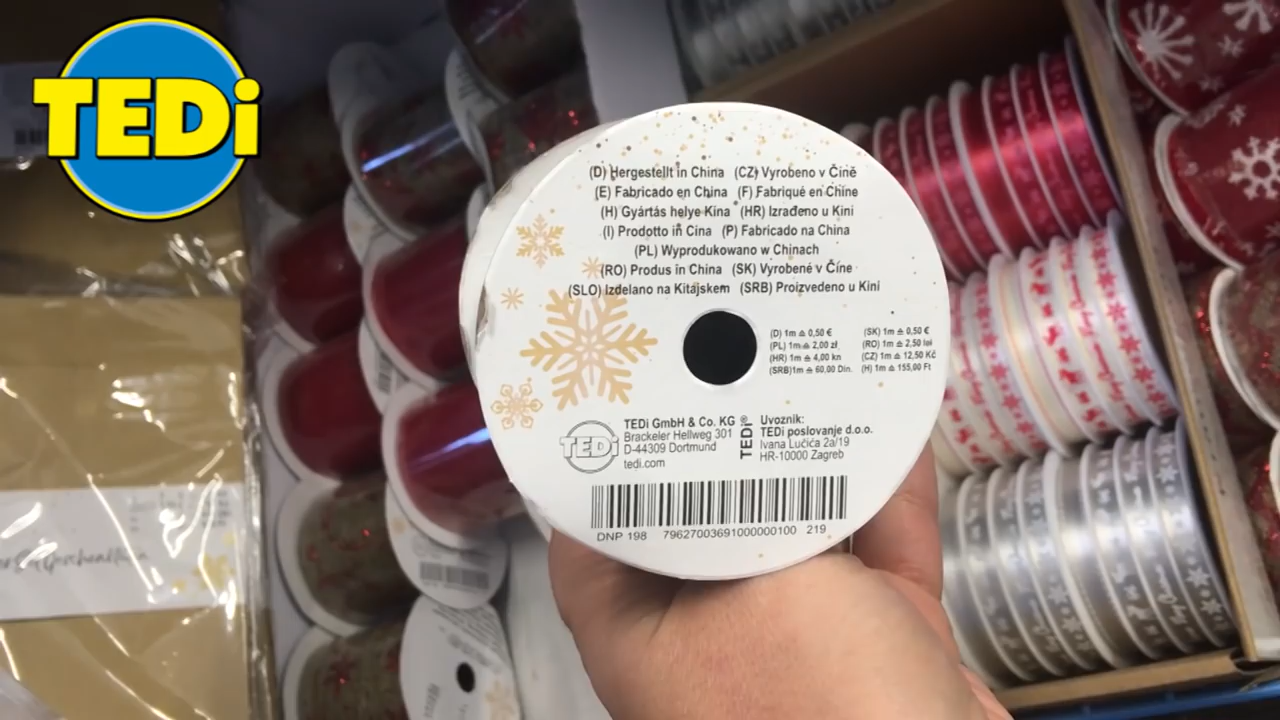 TEDi
(D) Hergestellt in China (CZ) Vyrobeno v Čině
(E) Fabricado en China (F) Fabriqué en Chine
(H) Gyártás helye Kina (HR) Izrađeno u Kini
(I) Prodotto in Cina (P) Fabricado na China
(PL) Wyprodukowano w Chinach
(RO) Produs in China (SK) Vyrobené v Číne
(SLO) Izdelano na Kitajskem (SRB) Proizvedeno u Kini
(D) 1m ≙ 0,50 € (SK) 1m ≙ 0,50 €
(PL) 1m ≙ 2,00 zł (RO) 1m ≙ 2,50 lei
(HR) 1m ≙ 4,00 kn (CZ) 1m ≙ 12,50 Kč
(SRB)1m ≙ 60,00 Din. (H) 1m ≙ 155,00 Ft
TEDi
TEDi GmbH & Co. KG
Brackeler Hellweg 301
D-44309 Dortmund
tedi.com
TEDi®
Uvoznik:
TEDi poslovanje d.o.o.
Ivana Lučića 2a/19
HR-10000 Zagreb
DNP 198 79627003691000000100 219